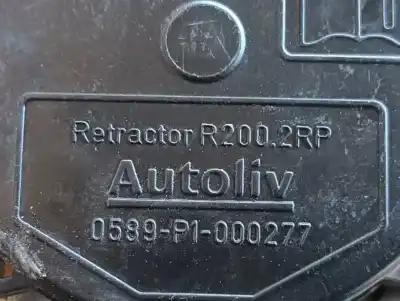 Retractor R200.2RP
Autoliv
0589-P1-000277